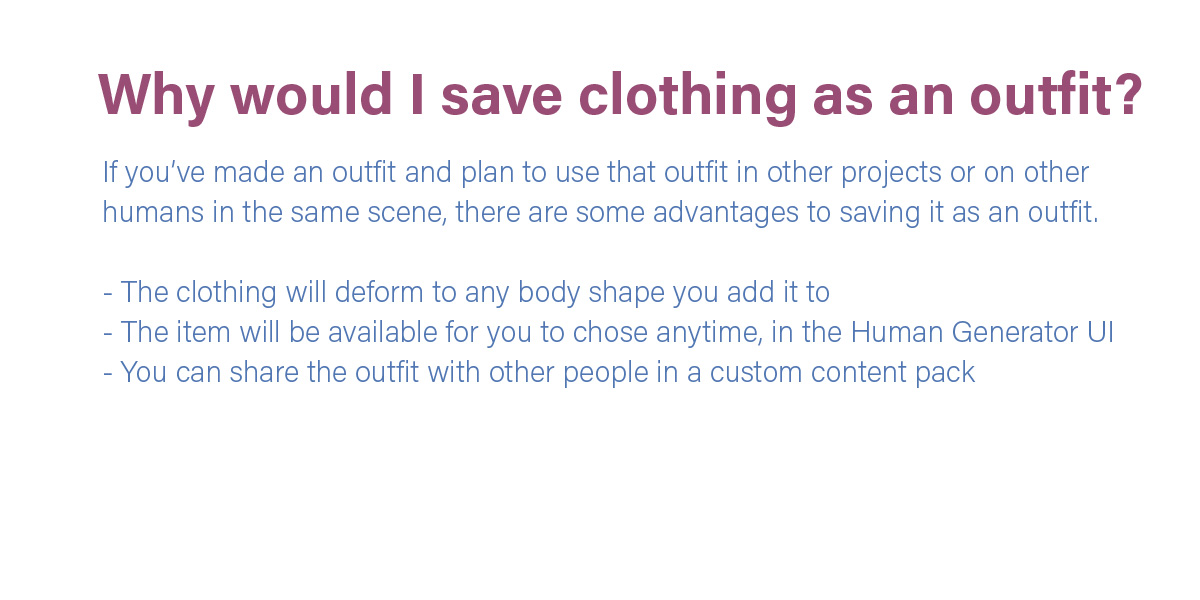 Why would I save clothing as an outfit?
If you’ve made an outfit and plan to use that outfit in other projects or on other
humans in the same scene, there are some advantages to saving it as an outfit.
- The clothing will deform to any body shape you add it to
- The item will be available for you to chose anytime, in the Human Generator UI
- You can share the outfit with other people in a custom content pack